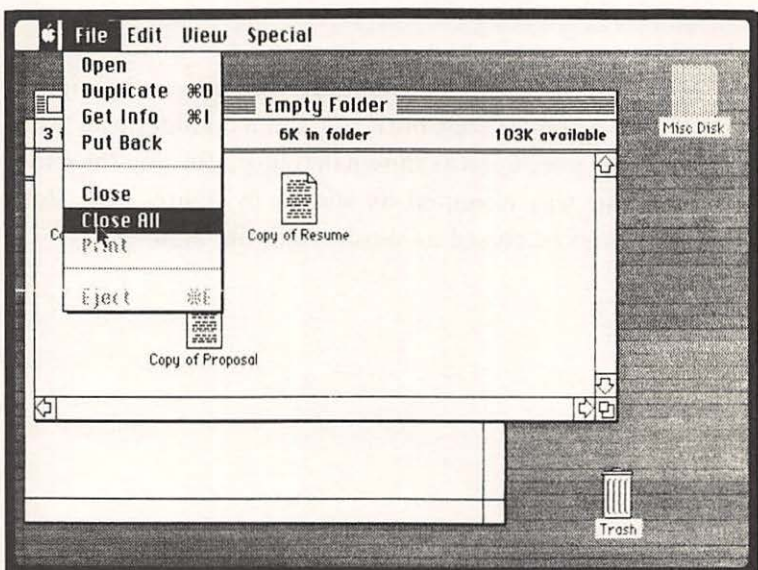 File Edit View Special
Open
Duplicate ⌘D
Get Info ⌘I
Put Back
Close
Close All
Print
Eject ⌘E
Empty Folder
3 6K in folder 103K available
Copy of Resume
Copy of Proposal
Misc Disk
Trash